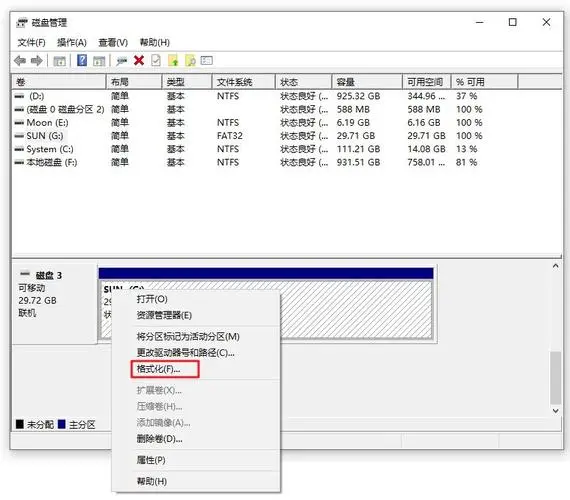 磁盘管理
文件(F) 操作(A) 查看(V) 帮助(H)
卷 布局 类型 文件系统 状态 容量 可用空间 % 可用
(D:) 简单 基本 NTFS 状态良好 (... 925.32 GB 344.96 ... 37 %
(磁盘 0 磁盘分区 2) 简单 基本 状态良好 (... 588 MB 588 MB 100 %
Moon (E:) 简单 基本 NTFS 状态良好 (... 6.19 GB 6.16 GB 100 %
SUN (G:) 简单 基本 FAT32 状态良好 (... 29.71 GB 29.71 GB 100 %
System (C:) 简单 基本 NTFS 状态良好 (... 111.21 GB 14.08 GB 13 %
本地磁盘 (F:) 简单 基本 NTFS 状态良好 (... 931.51 GB 758.01 ... 81 %
磁盘 3
可移动
29.72 GB
联机
打开(O)
资源管理器(E)
将分区标记为活动分区(M)
更改驱动器号和路径(C)...
格式化(F)...
扩展卷(X)...
压缩卷(H)...
添加镜像(A)...
删除卷(D)...
属性(P)
帮助(H)
未分配 主分区